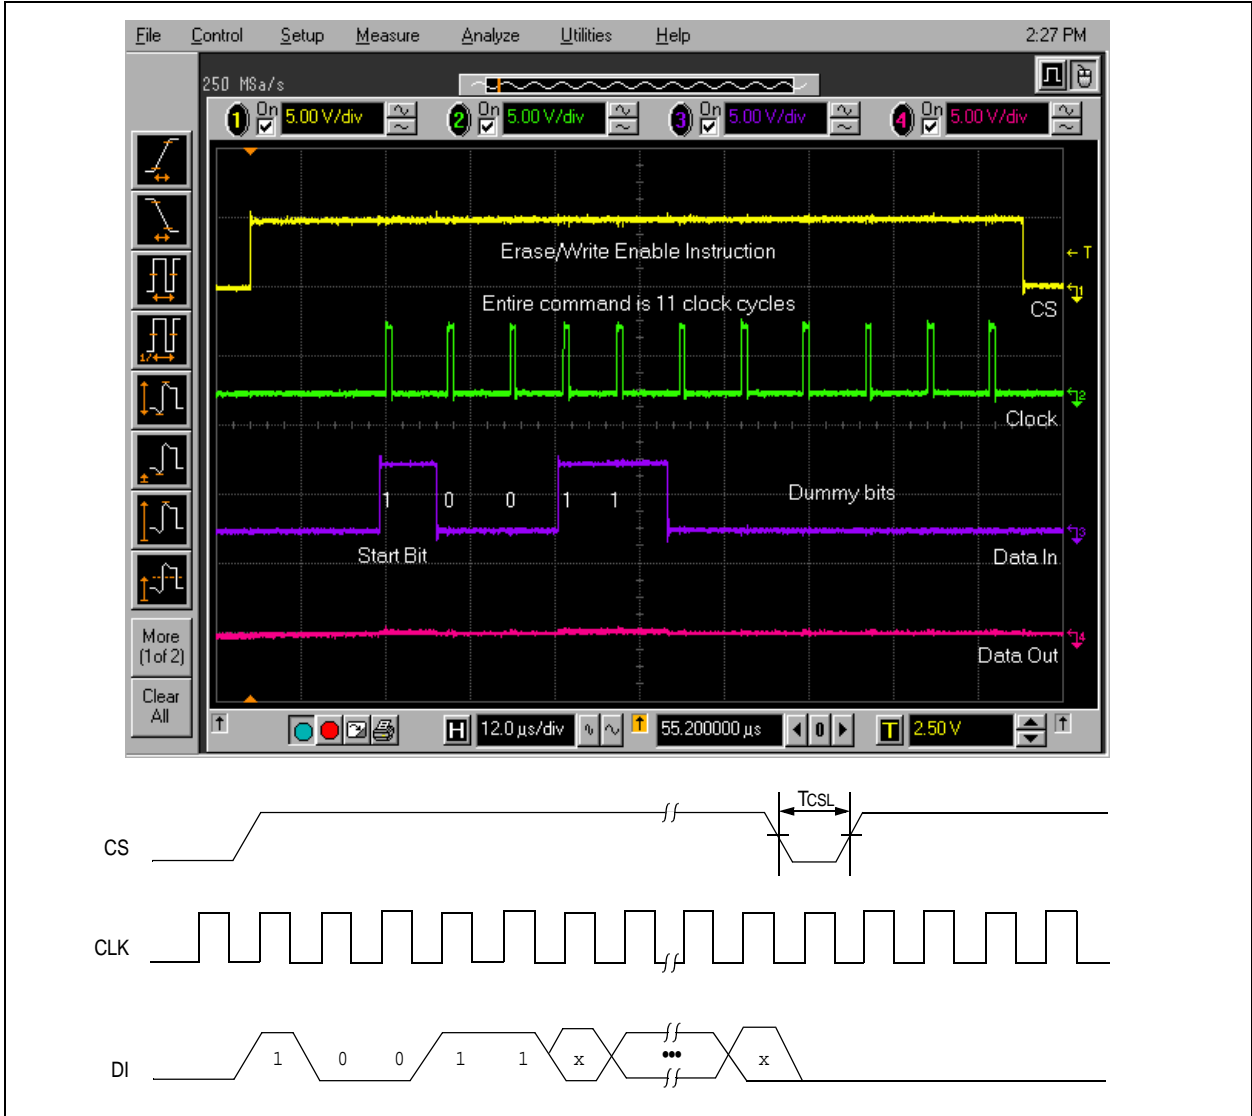 File Control Setup Measure Analyze Utilities Help 2:27 PM
250 MSa/s
1 On 5.00 V/div 2 On 5.00 V/div 3 On 5.00 V/div 4 On 5.00 V/div
Erase/Write Enable Instruction
T
1
CS
Entire command is 11 clock cycles
2
Clock
1 0 0 1 1 Dummy bits
3
Start Bit Data In
4
Data Out
1/
More
(1of 2)
Clear
All
H 12.0 µs/div 55.200000 µs 0 T 2.50 V
TCSL
CS
CLK
DI 1 0 0 1 1 x ••• x